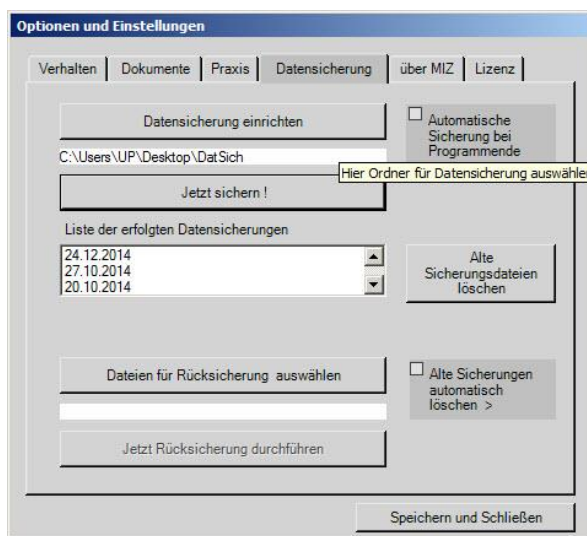 Optionen und Einstellungen
Verhalten Dokumente Praxis Datensicherung über MIZ Lizenz
Datensicherung einrichten
C:\Users\UP\Desktop\DatSich
Automatische
Sicherung bei
Programmende
Hier Ordner für Datensicherung auswähle
Jetzt sichern !
Liste der erfolgten Datensicherungen
24.12.2014
27.10.2014
20.10.2014
Alte
Sicherungsdateien
löschen
Dateien für Rücksicherung auswählen
Alte Sicherungen
automatisch
löschen >
Jetzt Rücksicherung durchführen
Speichern und Schließen